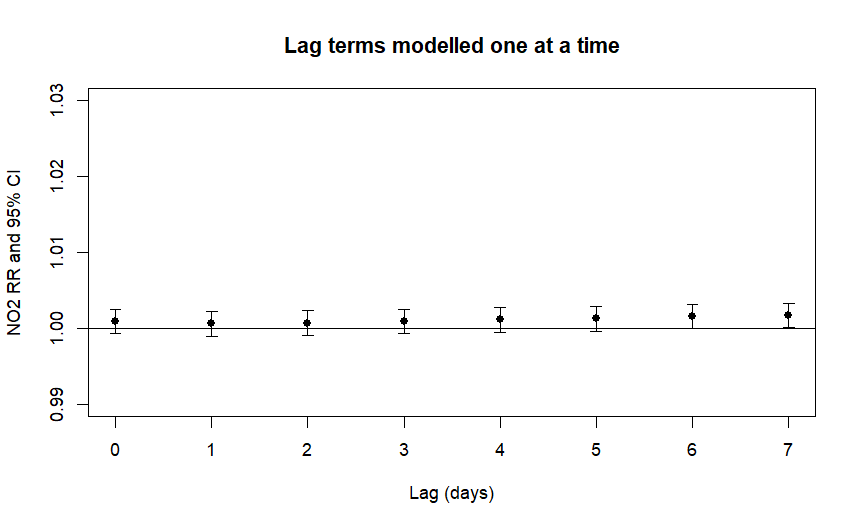 Lag terms modelled one at a time
NO2 RR and 95% CI
1.03
1.02
1.01
1.00
0.99
0 1 2 3 4 5 6 7
Lag (days)